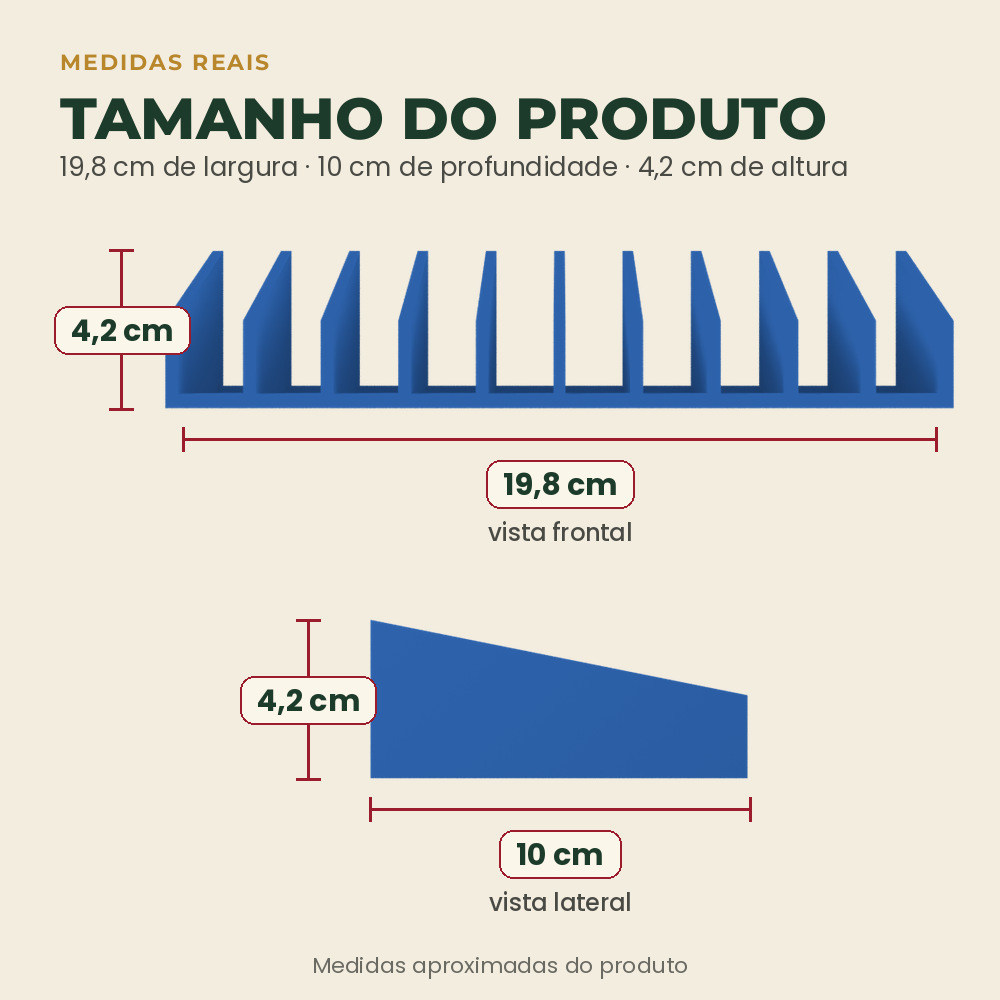 MEDIDAS REAIS
TAMANHO DO PRODUTO
19,8 cm de largura · 10 cm de profundidade · 4,2 cm de altura
4,2 cm
19,8 cm
vista frontal
4,2 cm
10 cm
vista lateral
Medidas aproximadas do produto